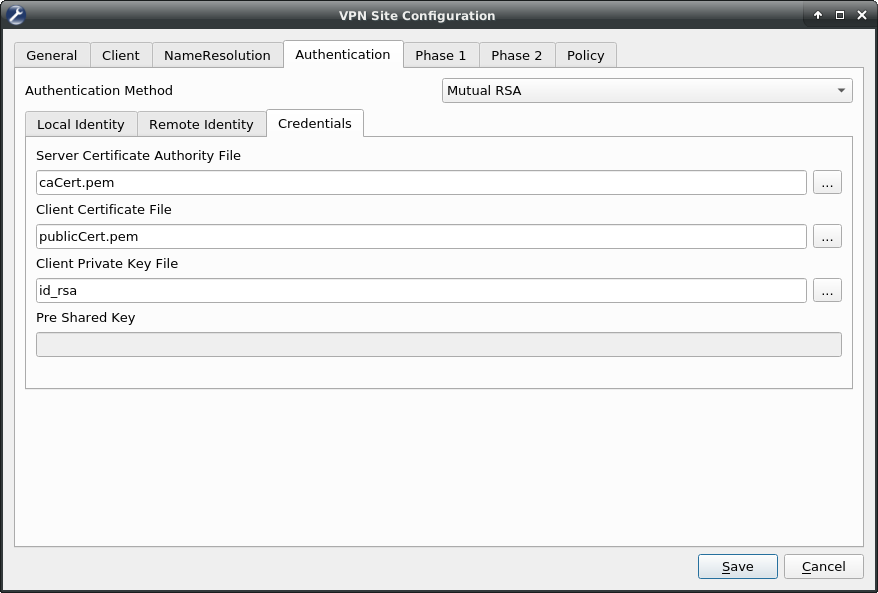 VPN Site Configuration
General Client NameResolution Authentication Phase 1 Phase 2 Policy
Authentication Method Mutual RSA
Local Identity Remote Identity Credentials
Server Certificate Authority File
caCert.pem ...
Client Certificate File
publicCert.pem ...
Client Private Key File
id_rsa ...
Pre Shared Key
Save Cancel